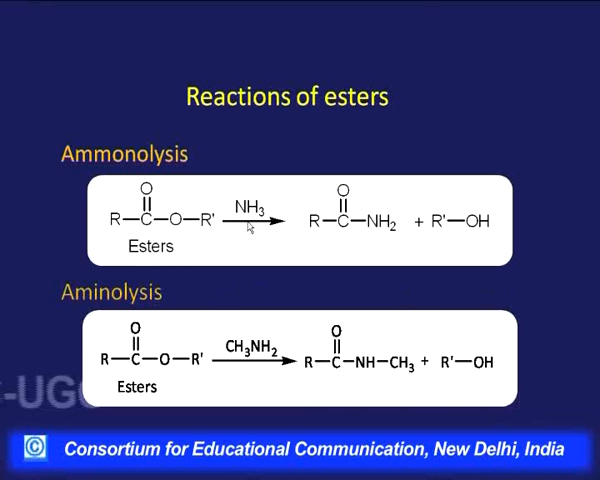 Reactions of esters
Ammonolysis
O
R-C-O-R' NH3 R-C-NH2 + R'-OH
O
Esters
Aminolysis
O
R-C-O-R' CH3NH2 R-C-NH-CH3 + R'-OH
O
Esters
-UGC
© Consortium for Educational Communication, New Delhi, India